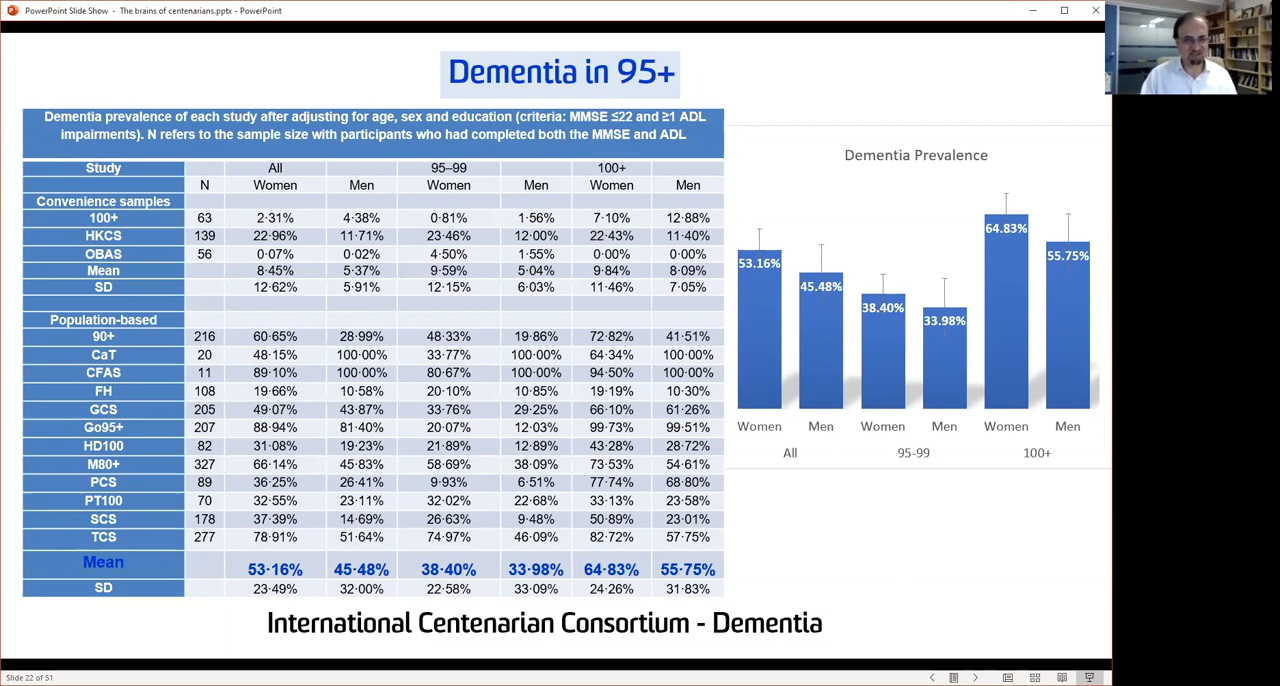 PowerPoint Slide Show - The brains of centenarians.pptx - PowerPoint
Dementia in 95+
Dementia prevalence of each study after adjusting for age, sex and education (criteria: MMSE ≤22 and ≥1 ADL
impairments). N refers to the sample size with participants who had completed both the MMSE and ADL
Study All 95–99 100+
N Women Men Women Men Women Men
Convenience samples
100+ 63 2·31% 4·38% 0·81% 1·56% 7·10% 12·88%
HKCS 139 22·96% 11·71% 23·46% 12·00% 22·43% 11·40%
OBAS 56 0·07% 0·02% 4·50% 1·55% 0·00% 0·00%
Mean 8·45% 5·37% 9·59% 5·04% 9·84% 8·09%
SD 12·62% 5·91% 12·15% 6·03% 11·46% 7·05%
Population-based
90+ 216 60·65% 28·99% 48·33% 19·86% 72·82% 41·51%
CaT 20 48·15% 100·00% 33·77% 100·00% 64·34% 100·00%
CFAS 11 89·10% 100·00% 80·67% 100·00% 94·50% 100·00%
FH 108 19·66% 10·58% 20·10% 10·85% 19·19% 10·30%
GCS 205 49·07% 43·87% 33·76% 29·25% 66·10% 61·26%
Go95+ 207 88·94% 81·40% 20·07% 12·03% 99·73% 99·51%
HD100 82 31·08% 19·23% 21·89% 12·89% 43·28% 28·72%
M80+ 327 66·14% 45·83% 58·69% 38·09% 73·53% 54·61%
PCS 89 36·25% 26·41% 9·93% 6·51% 77·74% 68·80%
PT100 70 32·55% 23·11% 32·02% 22·68% 33·13% 23·58%
SCS 178 37·39% 14·69% 26·63% 9·48% 50·89% 23·01%
TCS 277 78·91% 51·64% 74·97% 46·09% 82·72% 57·75%
Mean 53·16% 45·48% 38·40% 33·98% 64·83% 55·75%
SD 23·49% 32·00% 22·58% 33·09% 24·26% 31·83%
Dementia Prevalence
53.16% 45.48% 38.40% 33.98% 64.83% 55.75%
Women Men Women Men Women Men
All 95-99 100+
International Centenarian Consortium - Dementia
Slide 22 of 51